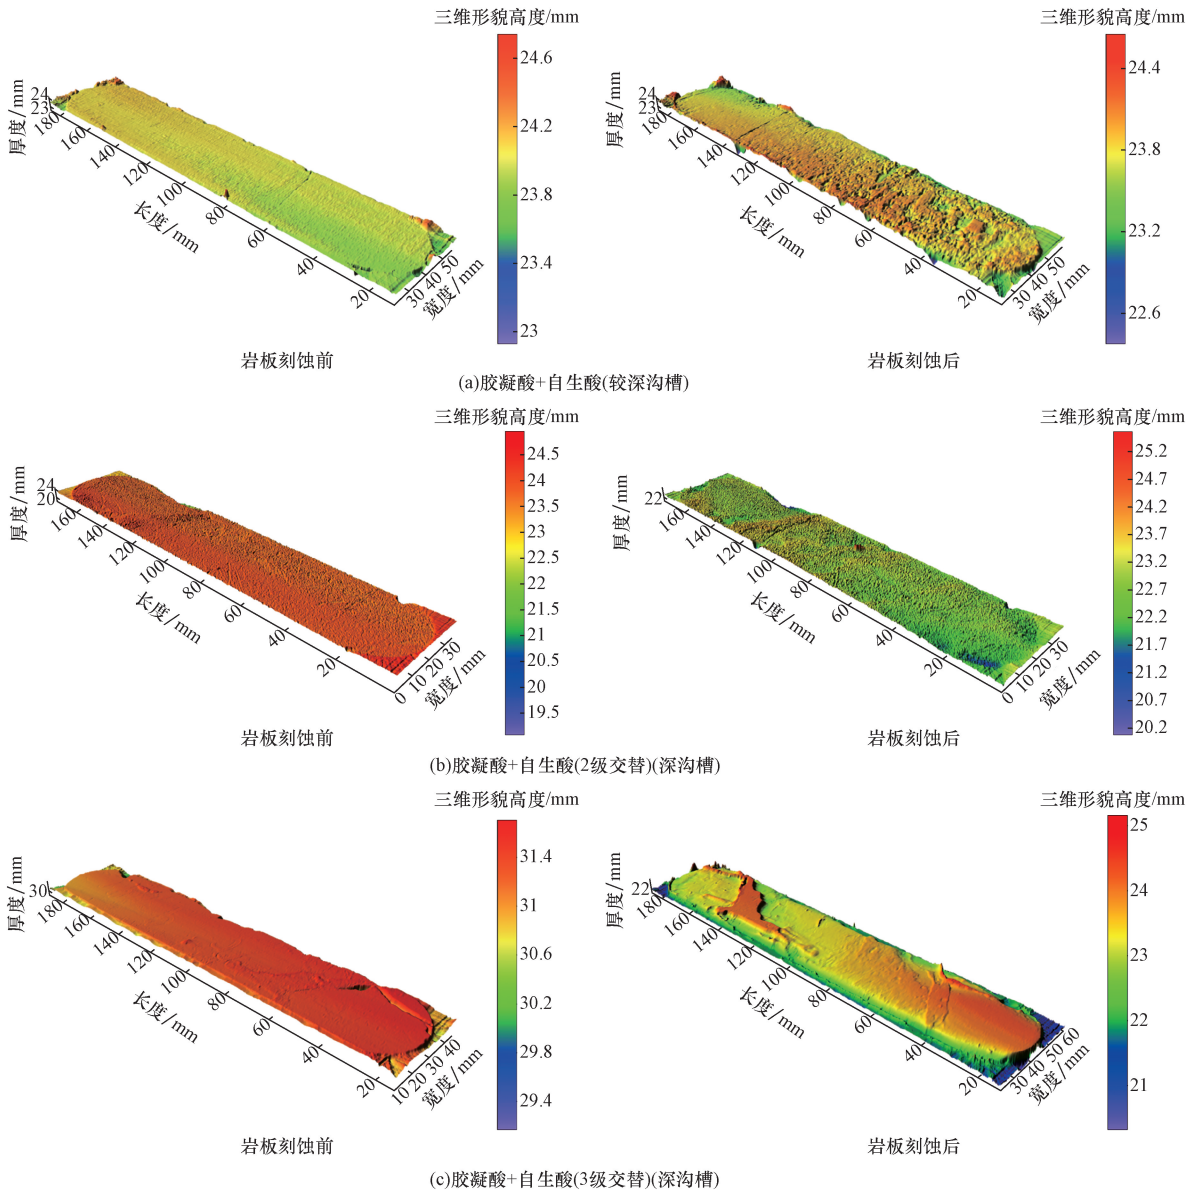 三维形貌高度/mm
24.6
24.2
23.8
23.4
23
厚度/mm
24
23
180
160
140
120
100
80
60
40
20
长度/mm
30 40 50
宽度/mm
岩板刻蚀前
三维形貌高度/mm
24.4
23.8
23.2
22.6
厚度/mm
24
23
180
160
140
120
100
80
60
40
20
长度/mm
30 40 50
宽度/mm
岩板刻蚀后
(a)胶凝酸+自生酸(较深沟槽)
三维形貌高度/mm
24.5
24
23.5
23
22.5
22
21.5
21
20.5
20
19.5
厚度/mm
24
20
160
140
120
100
80
60
40
20
长度/mm
0 10 20 30
宽度/mm
岩板刻蚀前
三维形貌高度/mm
25.2
24.7
24.2
23.7
23.2
22.7
22.2
21.7
21.2
20.7
20.2
厚度/mm
22
160
140
120
100
80
60
40
20
长度/mm
0 10 20 30
宽度/mm
岩板刻蚀后
(b)胶凝酸+自生酸(2级交替)(深沟槽)
三维形貌高度/mm
31.4
31
30.6
30.2
29.8
29.4
厚度/mm
30
180
160
140
120
100
80
60
40
20
长度/mm
10 20 30 40
宽度/mm
岩板刻蚀前
三维形貌高度/mm
25
24
23
22
21
厚度/mm
22
180
160
140
120
100
80
60
40
20
长度/mm
30 40 50 60
宽度/mm
岩板刻蚀后
(c)胶凝酸+自生酸(3级交替)(深沟槽)